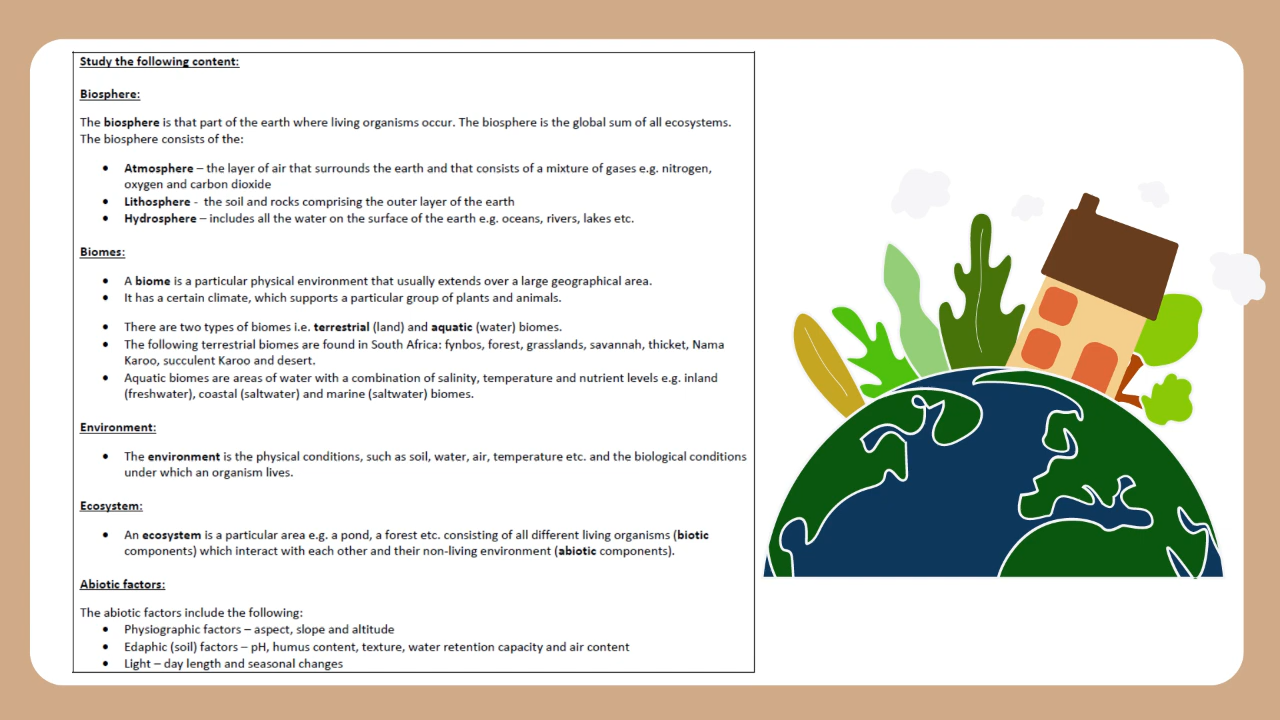 Study the following content:
Biosphere:
The biosphere is that part of the earth where living organisms occur. The biosphere is the global sum of all ecosystems.
The biosphere consists of the:
• Atmosphere – the layer of air that surrounds the earth and that consists of a mixture of gases e.g. nitrogen,
oxygen and carbon dioxide
• Lithosphere - the soil and rocks comprising the outer layer of the earth
• Hydrosphere – includes all the water on the surface of the earth e.g. oceans, rivers, lakes etc.
Biomes:
• A biome is a particular physical environment that usually extends over a large geographical area.
• It has a certain climate, which supports a particular group of plants and animals.
• There are two types of biomes i.e. terrestrial (land) and aquatic (water) biomes.
• The following terrestrial biomes are found in South Africa: fynbos, forest, grasslands, savannah, thicket, Nama
Karoo, succulent Karoo and desert.
• Aquatic biomes are areas of water with a combination of salinity, temperature and nutrient levels e.g. inland
(freshwater), coastal (saltwater) and marine (saltwater) biomes.
Environment:
• The environment is the physical conditions, such as soil, water, air, temperature etc. and the biological conditions
under which an organism lives.
Ecosystem:
• An ecosystem is a particular area e.g. a pond, a forest etc. consisting of all different living organisms (biotic
components) which interact with each other and their non-living environment (abiotic components).
Abiotic factors:
The abiotic factors include the following:
• Physiographic factors – aspect, slope and altitude
• Edaphic (soil) factors – pH, humus content, texture, water retention capacity and air content
• Light – day length and seasonal changes